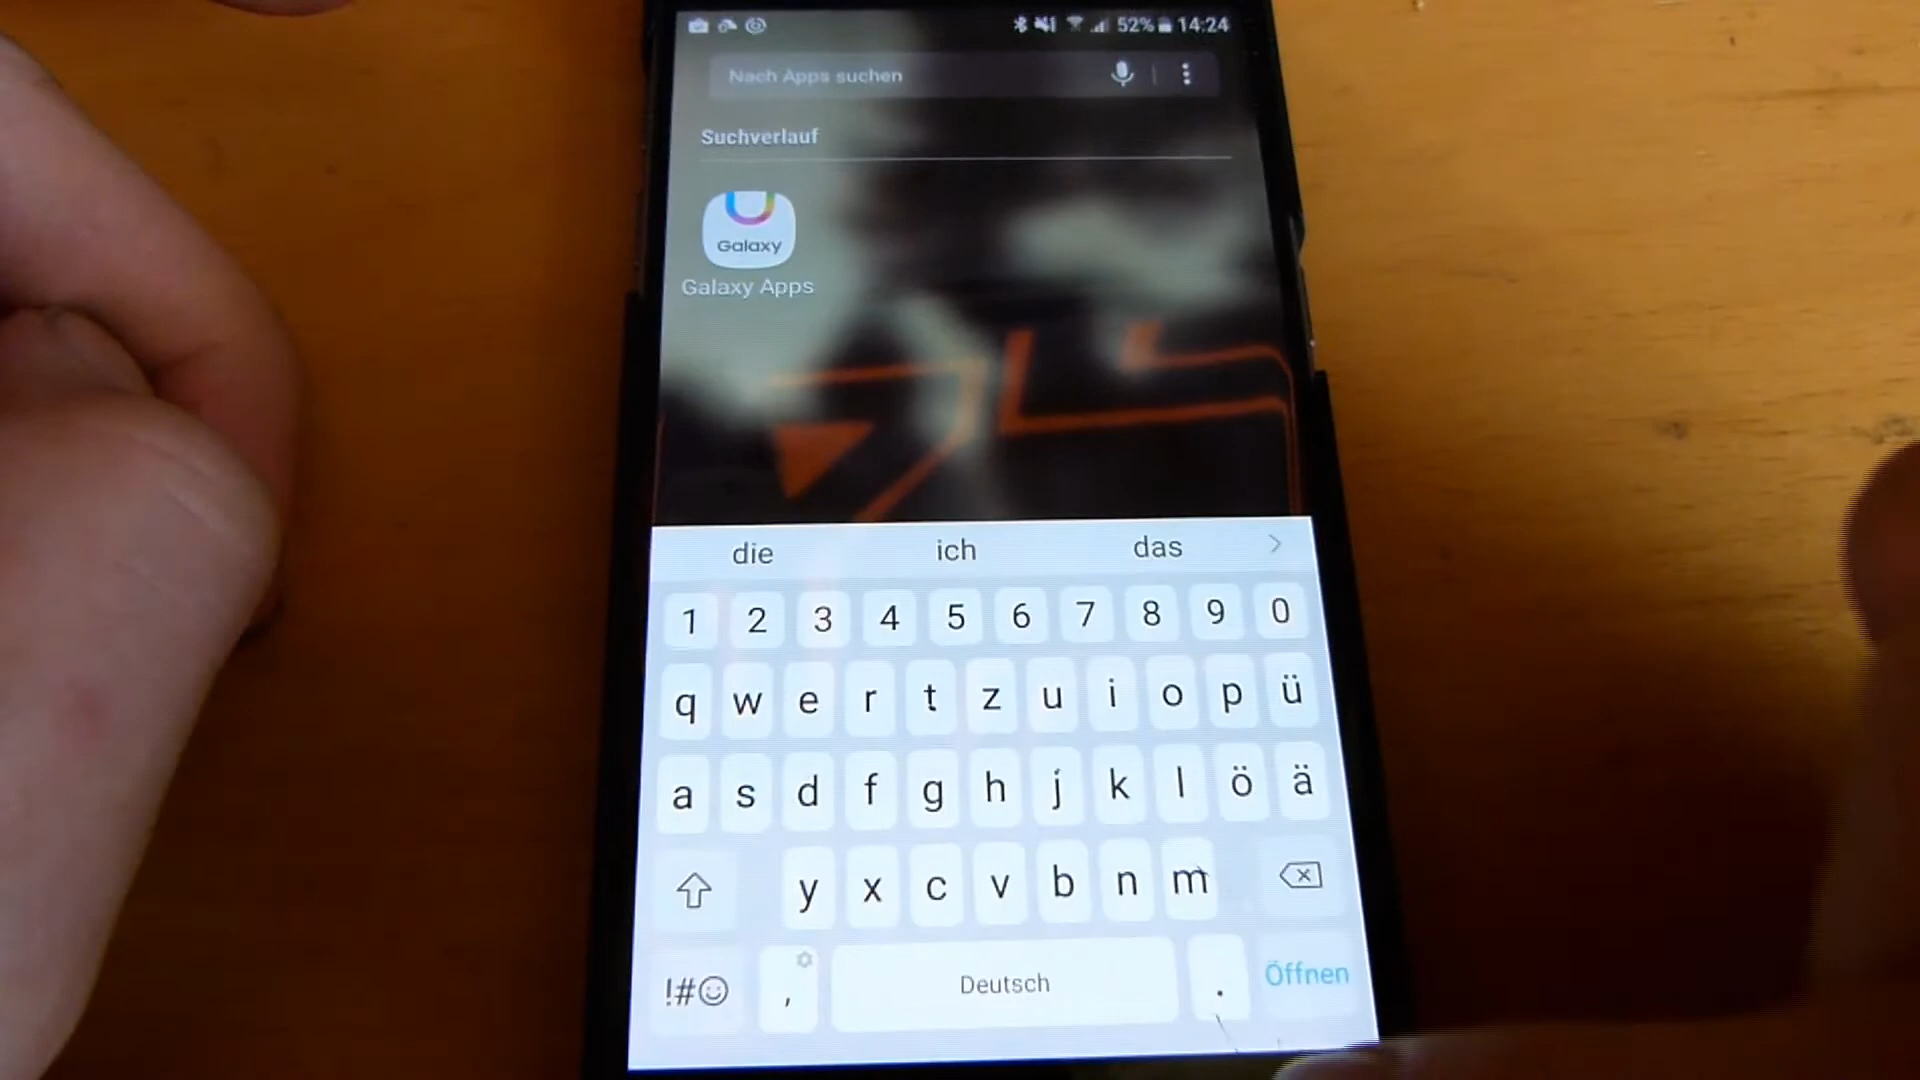 52% 14:24
Nach Apps suchen
Suchverlauf
Galaxy
Galaxy Apps
die ich das
1 2 3 4 5 6 7 8 9 0
q w e r t z u i o p ü
a s d f g h j k l ö ä
y x c v b n m
!#☺ , Deutsch . Öffnen